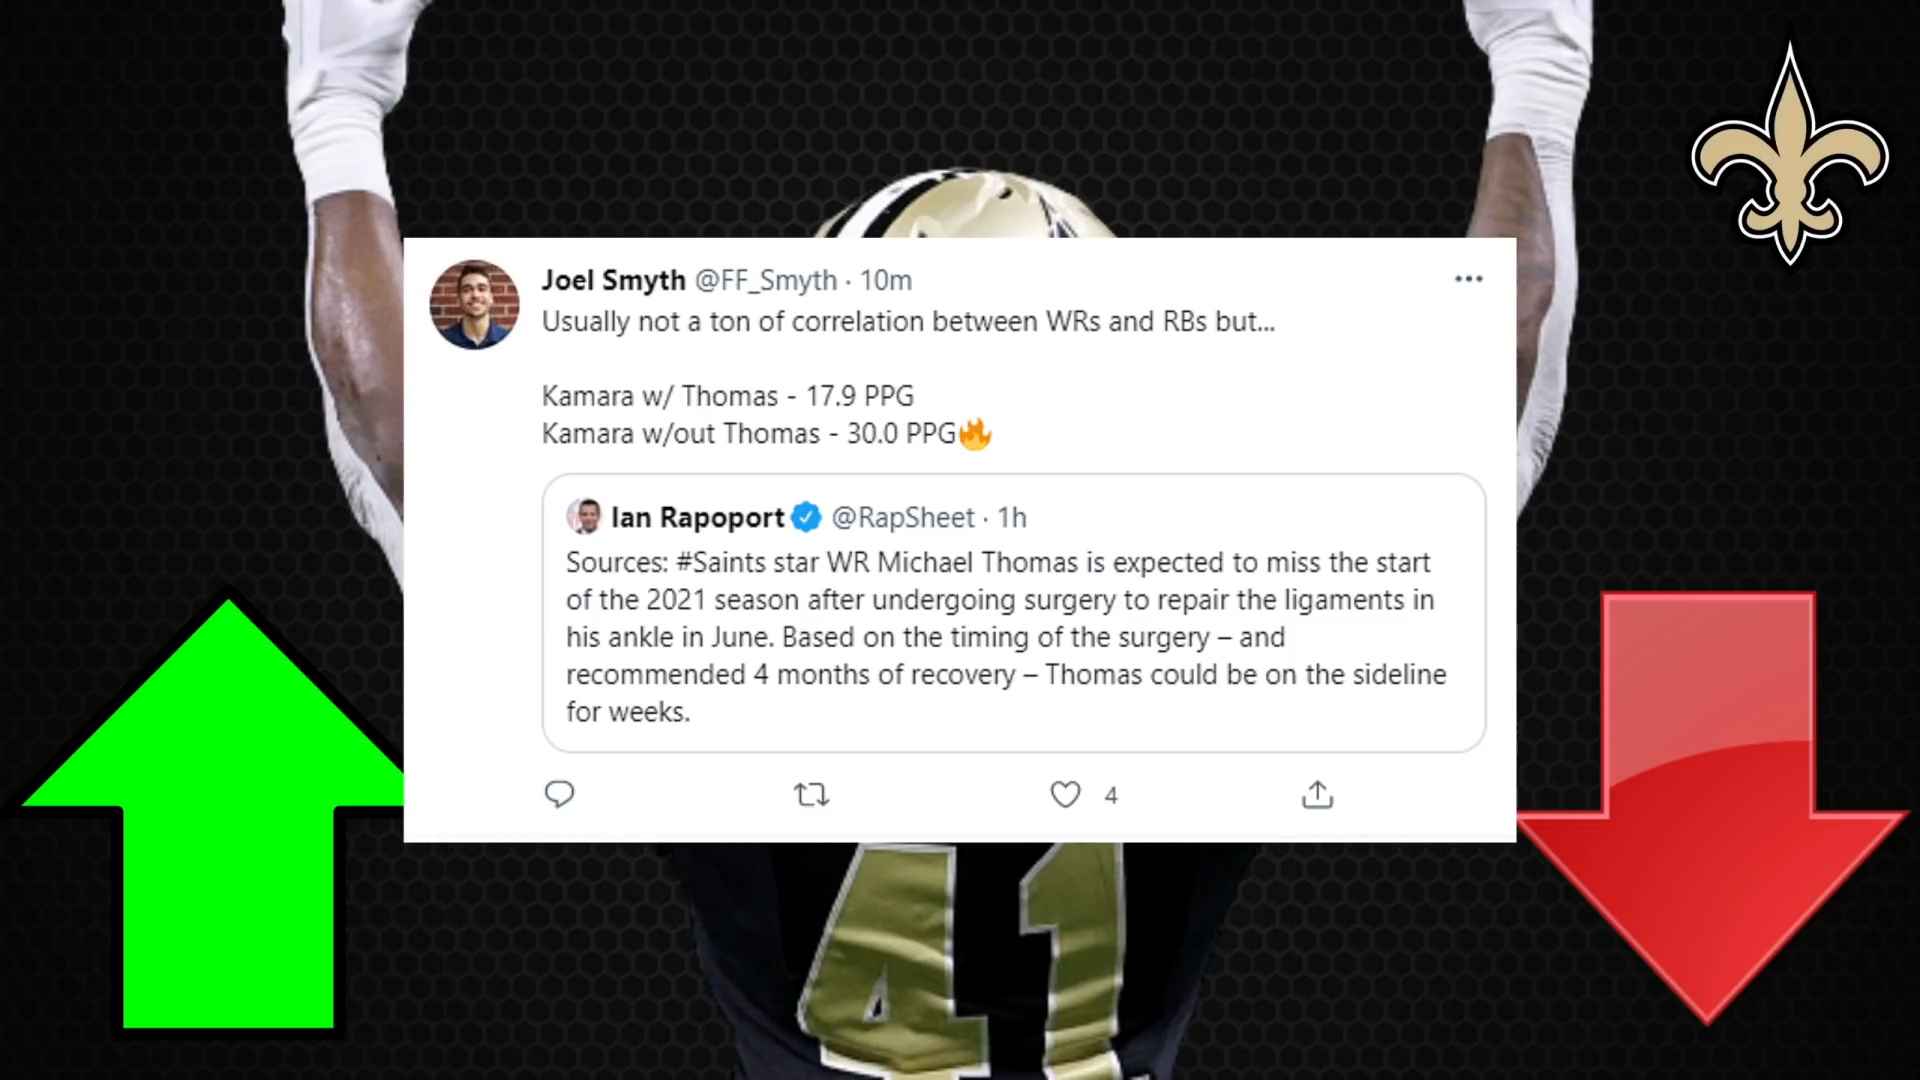 Joel Smyth @FF_Smyth · 10m
Usually not a ton of correlation between WRs and RBs but...
Kamara w/ Thomas - 17.9 PPG
Kamara w/out Thomas - 30.0 PPG🔥
Ian Rapoport @RapSheet · 1h
Sources: #Saints star WR Michael Thomas is expected to miss the start
of the 2021 season after undergoing surgery to repair the ligaments in
his ankle in June. Based on the timing of the surgery – and
recommended 4 months of recovery – Thomas could be on the sideline
for weeks.
4
41